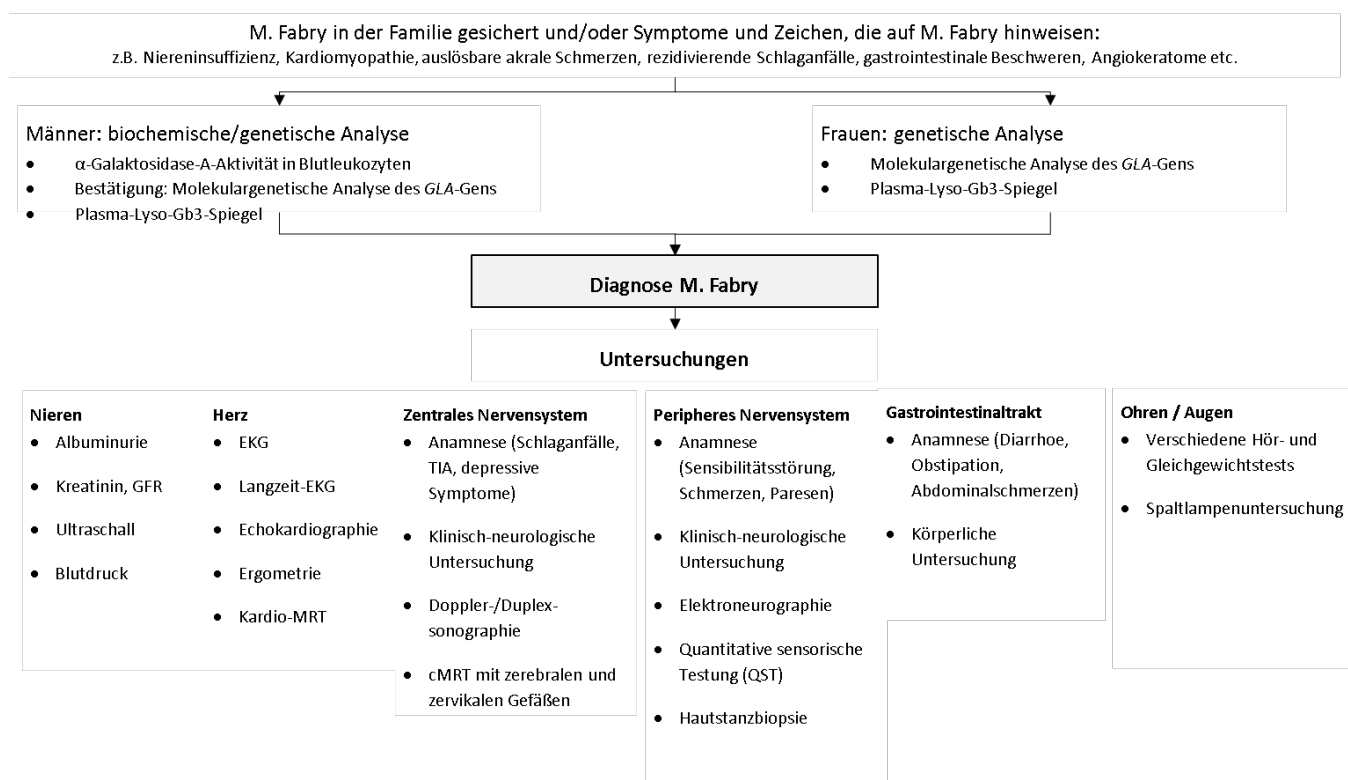 M. Fabry in der Familie gesichert und/oder Symptome und Zeichen, die auf M. Fabry hinweisen:
z.B. Niereninsuffizienz, Kardiomyopathie, auslösbare akrale Schmerzen, rezidivierende Schlaganfälle, gastrointestinale Beschweren, Angiokeratome etc.
Männer: biochemische/genetische Analyse
● α-Galaktosidase-A-Aktivität in Blutleukozyten
● Bestätigung: Molekulargenetische Analyse des GLA-Gens
● Plasma-Lyso-Gb3-Spiegel
Frauen: genetische Analyse
● Molekulargenetische Analyse des GLA-Gens
● Plasma-Lyso-Gb3-Spiegel
Diagnose M. Fabry
Untersuchungen
Nieren
● Albuminurie
● Kreatinin, GFR
● Ultraschall
● Blutdruck
Herz
● EKG
● Langzeit-EKG
● Echokardiographie
● Ergometrie
● Kardio-MRT
Zentrales Nervensystem
● Anamnese (Schlaganfälle,
TIA, depressive
Symptome)
● Klinisch-neurologische
Untersuchung
● Doppler-/Duplex-
sonographie
● cMRT mit zerebralen und
zervikalen Gefäßen
Peripheres Nervensystem
● Anamnese
(Sensibilitätsstörung,
Schmerzen, Paresen)
● Klinisch-neurologische
Untersuchung
● Elektroneurographie
● Quantitative sensorische
Testung (QST)
● Hautstanzbiopsie
Gastrointestinaltrakt
● Anamnese (Diarrhoe,
Obstipation,
Abdominalschmerzen)
● Körperliche
Untersuchung
Ohren / Augen
● Verschiedene Hör- und
Gleichgewichtstests
● Spaltlampenuntersuchung